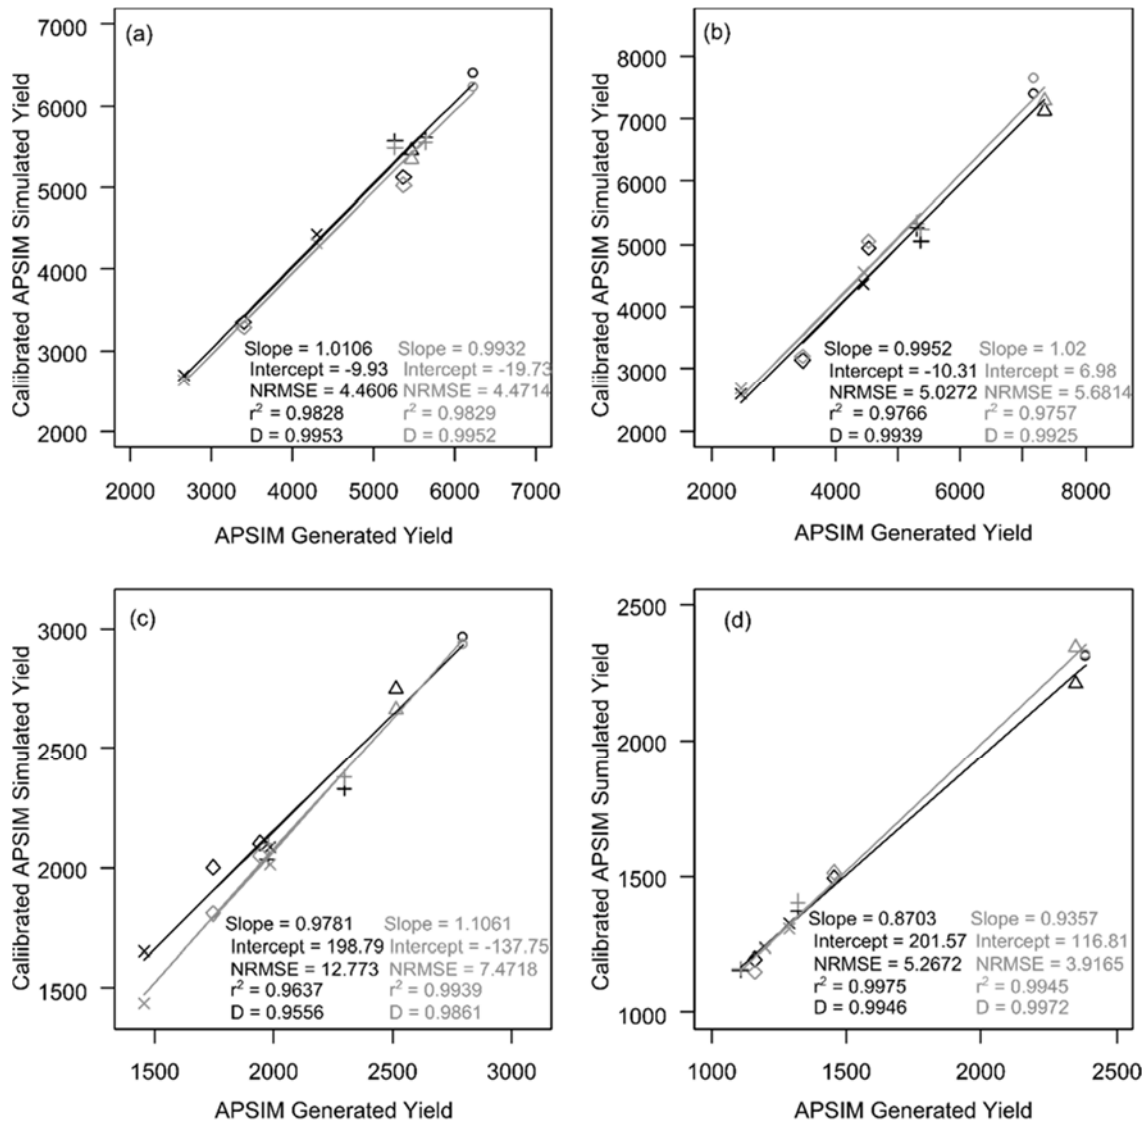 (a)
Caliibrated APSIM Simulated Yield
7000
6000
5000
4000
3000
2000
Slope = 1.0106 Slope = 0.9932
Intercept = -9.93 Intercept = -19.73
NRMSE = 4.4606 NRMSE = 4.4714
r² = 0.9828 r² = 0.9829
D = 0.9953 D = 0.9952
2000 3000 4000 5000 6000 7000
APSIM Generated Yield
(b)
Caliibrated APSIM Simulated Yield
8000
7000
6000
5000
4000
3000
2000
Slope = 0.9952 Slope = 1.02
Intercept = -10.31 Intercept = 6.98
NRMSE = 5.0272 NRMSE = 5.6814
r² = 0.9766 r² = 0.9757
D = 0.9939 D = 0.9925
2000 4000 6000 8000
APSIM Generated Yield
(c)
Caliibrated APSIM Simulated Yield
3000
2500
2000
1500
Slope = 0.9781 Slope = 1.1061
Intercept = 198.79 Intercept = -137.75
NRMSE = 12.773 NRMSE = 7.4718
r² = 0.9637 r² = 0.9939
D = 0.9556 D = 0.9861
1500 2000 2500 3000
APSIM Generated Yield
(d)
Caliibrated APSIM Sumulated Yield
2500
2000
1500
1000
Slope = 0.8703 Slope = 0.9357
Intercept = 201.57 Intercept = 116.81
NRMSE = 5.2672 NRMSE = 3.9165
r² = 0.9975 r² = 0.9945
D = 0.9946 D = 0.9972
1000 1500 2000 2500
APSIM Generated Yield